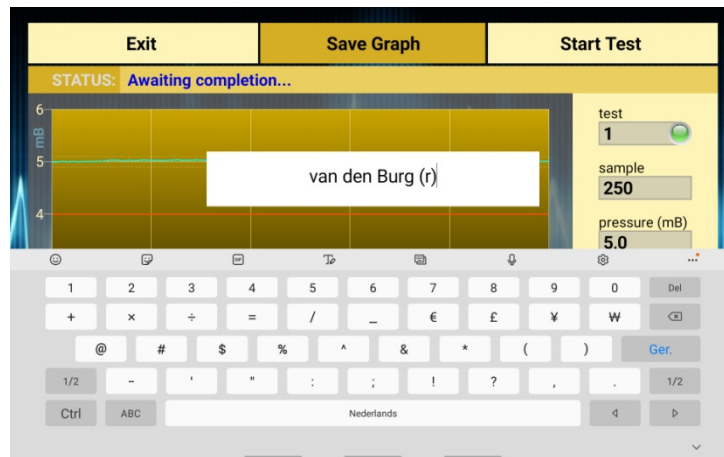 Exit
Save Graph
Start Test
STATUS: Awaiting completion...
6
mB
5
4
van den Burg (r)
test
1
sample
250
pressure (mB)
5.0
GIF
1 2 3 4 5 6 7 8 9 0 Del
+ × ÷ = / _ € £ ¥ ₩
@ # $ % ^ & * ( ) Ger.
1/2 - ' " : ; ! ? , . 1/2
Ctrl ABC Nederlands